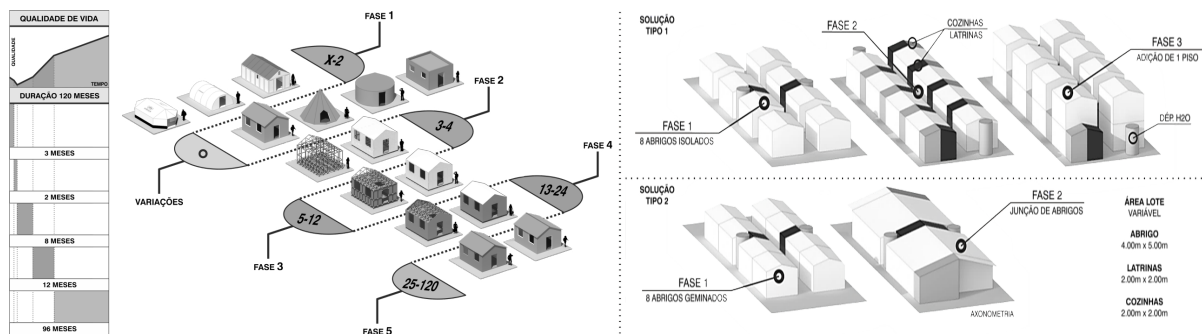 QUALIDADE DE VIDA
QUALIDADE
TEMPO
DURAÇÃO 120 MESES
3 MESES
2 MESES
8 MESES
12 MESES
96 MESES
FASE 1
X-2
FASE 2
3-4
FASE 4
13-24
VARIAÇÕES
5-12
FASE 3
25-120
FASE 5
SOLUÇÃO
TIPO 1
FASE 1
8 ABRIGOS ISOLADOS
FASE 2
COZINHAS
LATRINAS
FASE 3
ADIÇÃO DE 1 PISO
DÉP. H2O
SOLUÇÃO
TIPO 2
FASE 1
8 ABRIGOS GEMINADOS
FASE 2
JUNÇÃO DE ABRIGOS
AXONOMETRIA
ÁREA LOTE
VARIÁVEL
ABRIGO
4.00m x 5.00m
LATRINAS
2.00m x 2.00m
COZINHAS
2.00m x 2.00m